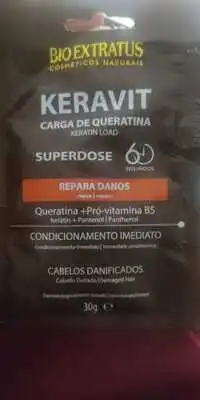 BIO EXTRATUS
COSMÉTICOS NATURAIS
KERAVIT
CARGA DE QUERATINA
KERATIN LOAD
SUPERDOSE 60
SEGUNDOS
REPARA DANOS
Queratina + Pró-vitamina B5
Keratin + Pantenol | Panthenol
CONDICIONAMENTO IMEDIATO
CABELOS DANIFICADOS
Damaged Hair
30g e